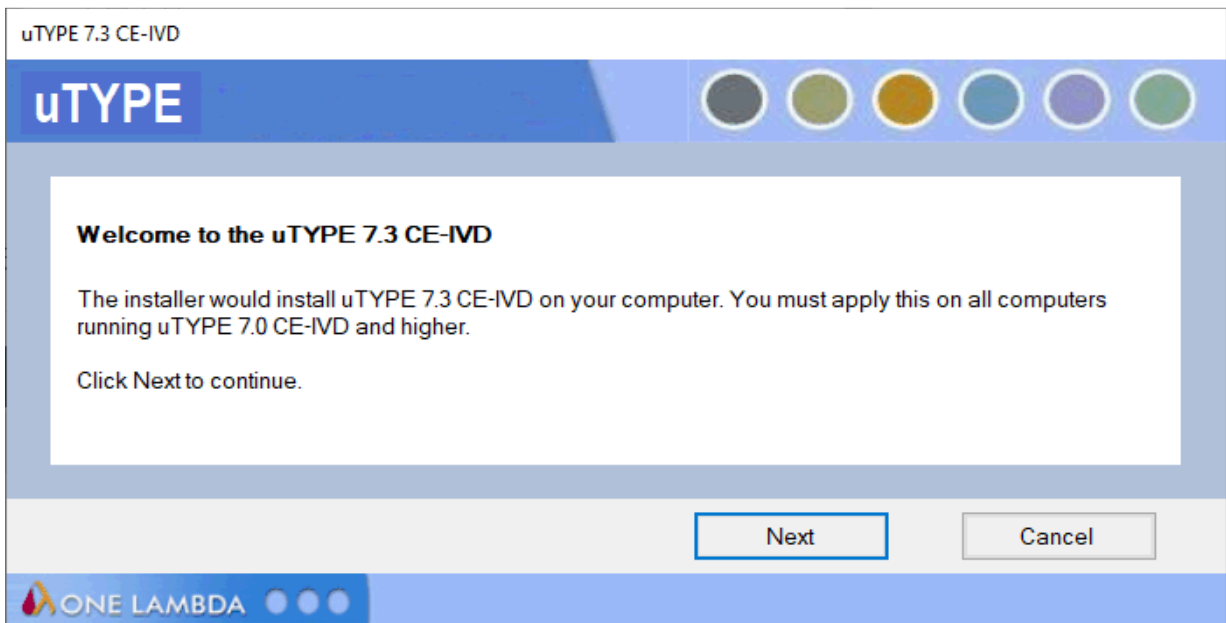 uTYPE 7.3 CE-IVD
uTYPE
Welcome to the uTYPE 7.3 CE-IVD
The installer would install uTYPE 7.3 CE-IVD on your computer. You must apply this on all computers
running uTYPE 7.0 CE-IVD and higher.
Click Next to continue.
Next Cancel
ONE LAMBDA